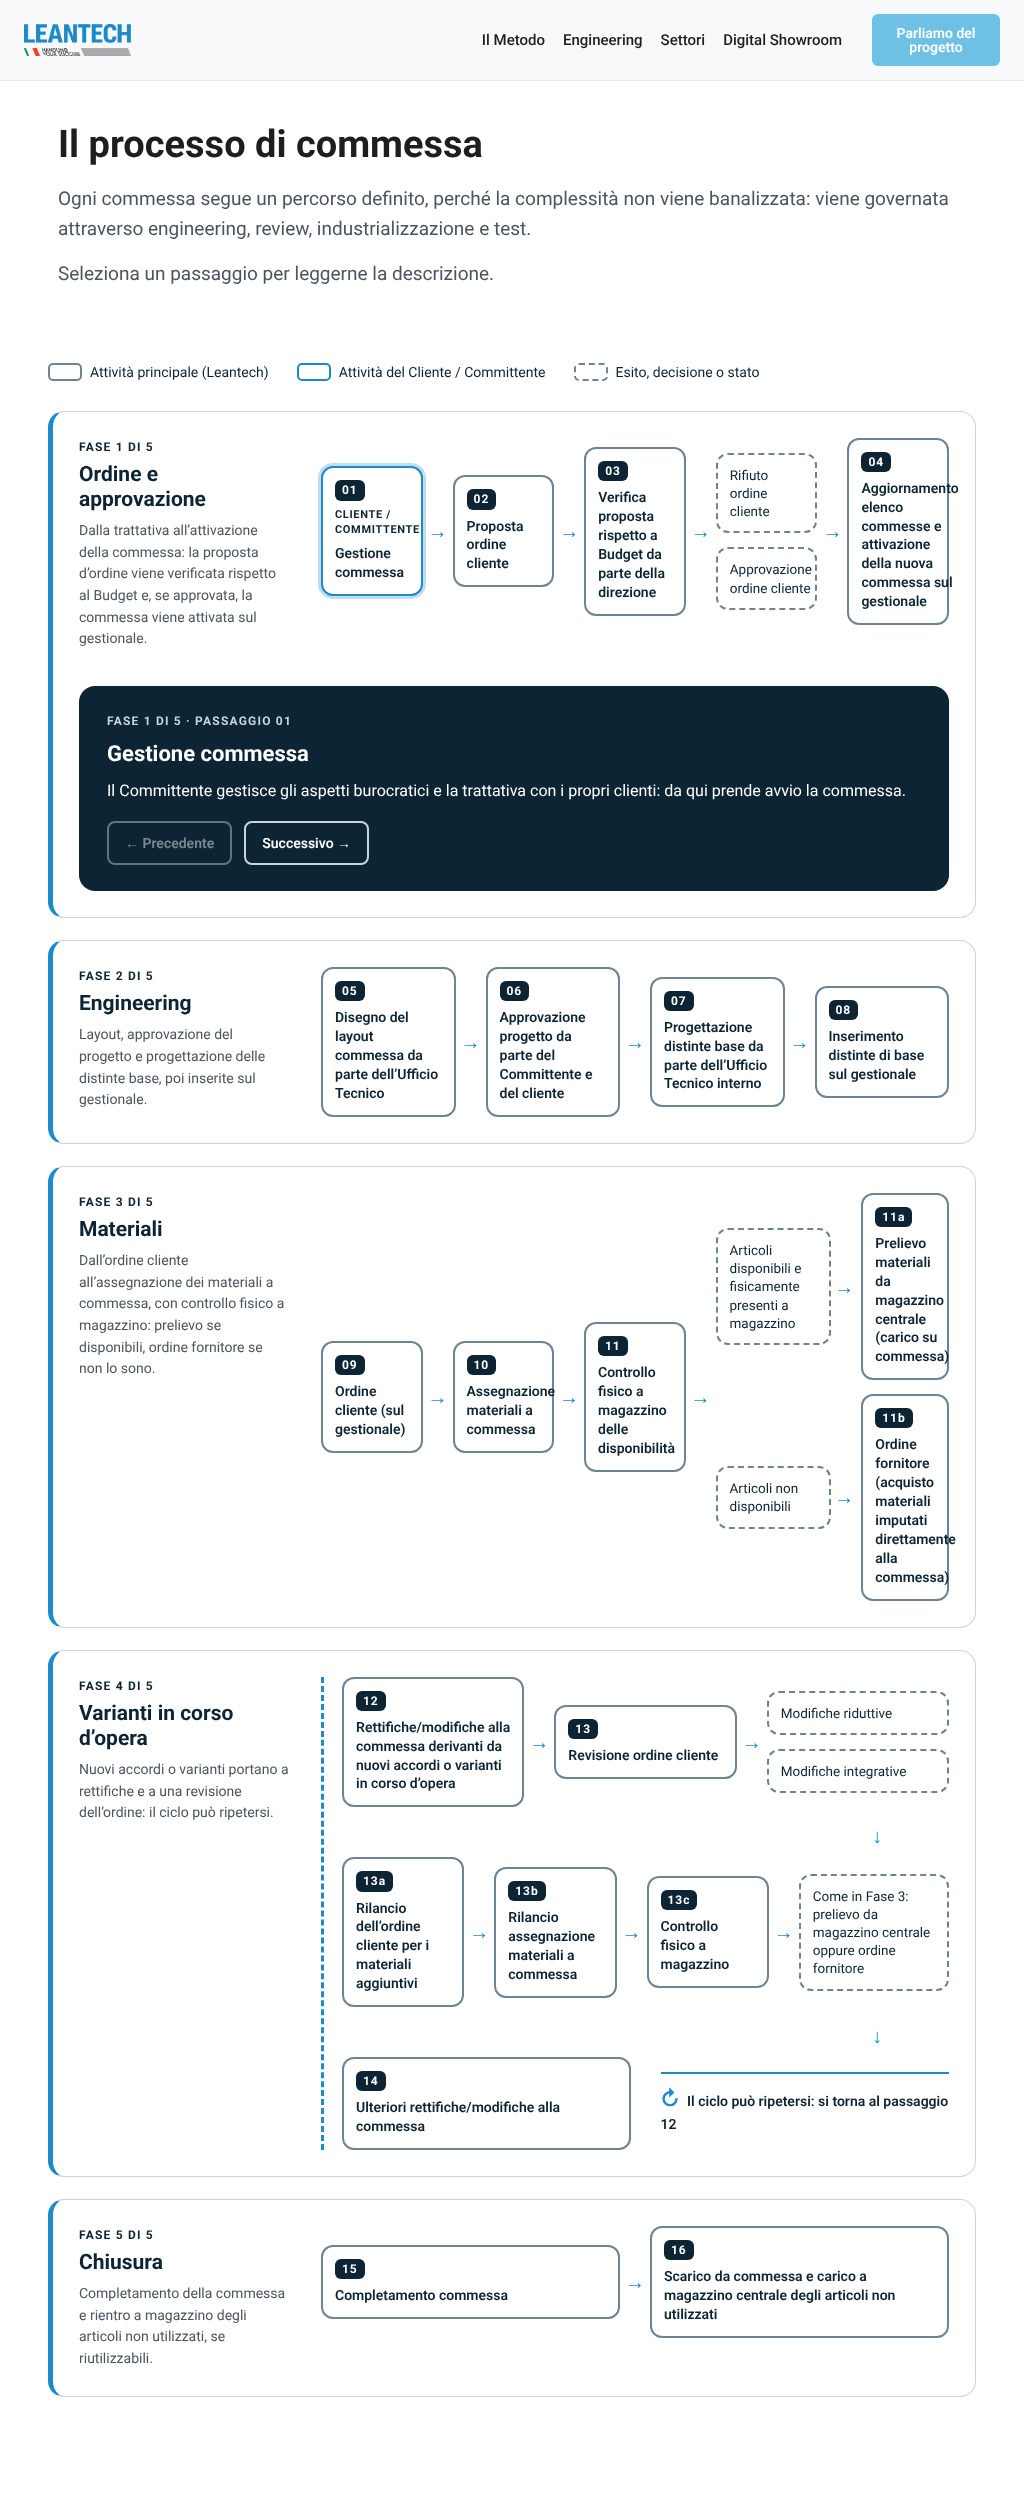 LEANTECH
Il Metodo
Engineering
Settori
Digital Showroom
Parliamo del
progetto
Il processo di commessa
Ogni commessa segue un percorso definito, perché la complessità non viene banalizzata: viene governata
attraverso engineering, review, industrializzazione e test.
Seleziona un passaggio per leggerne la descrizione.
Attività principale (Leantech)
Attività del Cliente / Committente
Esito, decisione o stato
FASE 1 DI 5
Ordine e
approvazione
Dalla trattativa all’attivazione
della commessa: la proposta
d’ordine viene verificata rispetto
al Budget e, se approvata, la
commessa viene attivata sul
gestionale.
01
CLIENTE /
COMMITTENTE
Gestione
commessa
→
02
Proposta
ordine
cliente
→
03
Verifica
proposta
rispetto a
Budget da
parte della
direzione
→
Rifiuto
ordine
cliente
Approvazione
ordine cliente
→
04
Aggiornamento
elenco
commesse e
attivazione
della nuova
commessa sul
gestionale
FASE 1 DI 5 · PASSAGGIO 01
Gestione commessa
Il Committente gestisce gli aspetti burocratici e la trattativa con i propri clienti: da qui prende avvio la commessa.
← Precedente
Successivo →
FASE 2 DI 5
Engineering
Layout, approvazione del
progetto e progettazione delle
distinte base, poi inserite sul
gestionale.
05
Disegno del
layout
commessa da
parte dell’Ufficio
Tecnico
→
06
Approvazione
progetto da
parte del
Committente e
del cliente
→
07
Progettazione
distinte base da
parte dell’Ufficio
Tecnico interno
→
08
Inserimento
distinte di base
sul gestionale
FASE 3 DI 5
Materiali
Dall’ordine cliente
all’assegnazione dei materiali a
commessa, con controllo fisico a
magazzino: prelievo se
disponibili, ordine fornitore se
non lo sono.
09
Ordine
cliente (sul
gestionale)
→
10
Assegnazione
materiali a
commessa
→
11
Controllo
fisico a
magazzino
delle
disponibilità
→
Articoli
disponibili e
fisicamente
presenti a
magazzino
→
11a
Prelievo
materiali
da
magazzino
centrale
(carico su
commessa)
Articoli non
disponibili
→
11b
Ordine
fornitore
(acquisto
materiali
imputati
direttamente
alla
commessa)
FASE 4 DI 5
Varianti in corso
d’opera
Nuovi accordi o varianti portano a
rettifiche e a una revisione
dell’ordine: il ciclo può ripetersi.
12
Rettifiche/modifiche alla
commessa derivanti da
nuovi accordi o varianti
in corso d’opera
→
13
Revisione ordine cliente
→
Modifiche riduttive
Modifiche integrative
↓
13a
Rilancio
dell’ordine
cliente per i
materiali
aggiuntivi
→
13b
Rilancio
assegnazione
materiali a
commessa
→
13c
Controllo
fisico a
magazzino
→
Come in Fase 3:
prelievo da
magazzino centrale
oppure ordine
fornitore
↓
14
Ulteriori rettifiche/modifiche alla
commessa
↻ Il ciclo può ripetersi: si torna al passaggio
12
FASE 5 DI 5
Chiusura
Completamento della commessa
e rientro a magazzino degli
articoli non utilizzati, se
riutilizzabili.
15
Completamento commessa
→
16
Scarico da commessa e carico a
magazzino centrale degli articoli non
utilizzati